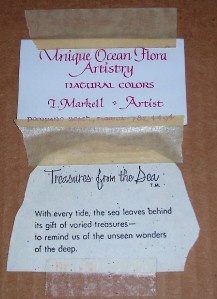 Unique Ocean Flora
Artistry
NATURAL COLORS
T. Markell Artist
Treasures from the Sea
T.M.
With every tide, the sea leaves behind
its gift of varied treasures—
to remind us of the unseen wonders
of the deep.